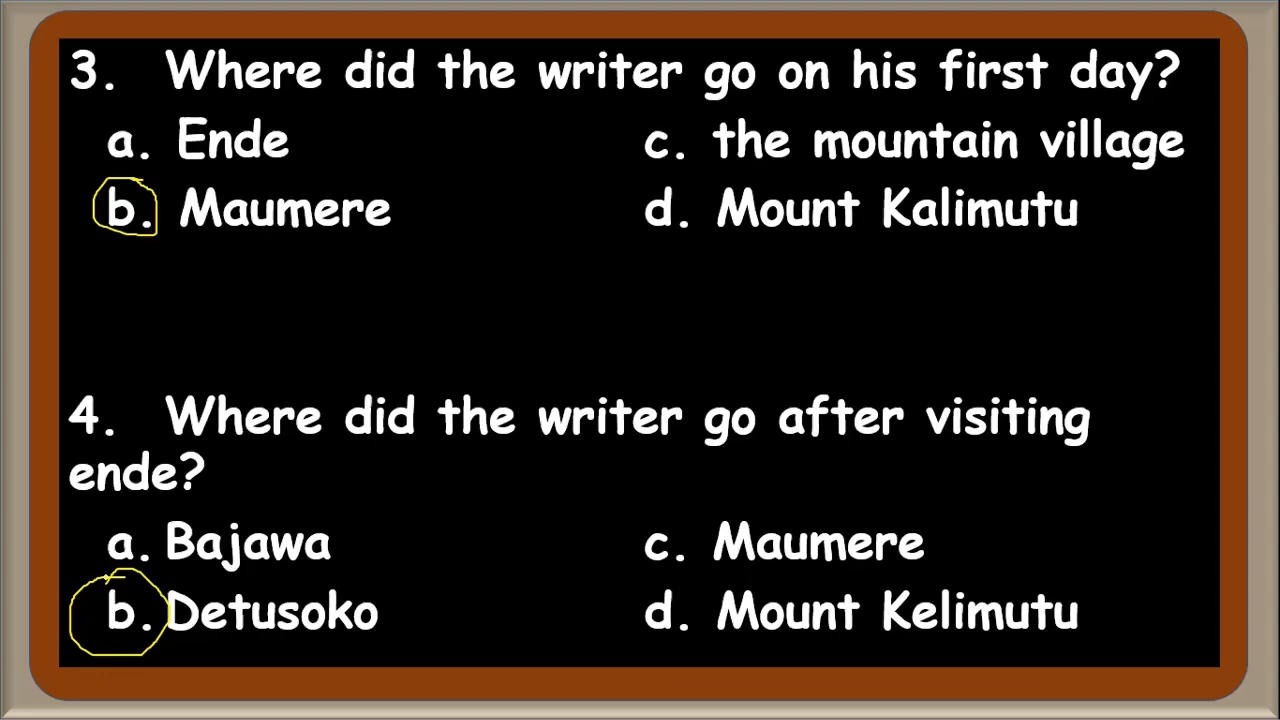 3. Where did the writer go on his first day?
a. Ende c. the mountain village
b. Maumere d. Mount Kalimutu
4. Where did the writer go after visiting
ende?
a. Bajawa c. Maumere
b. Detusoko d. Mount Kelimutu